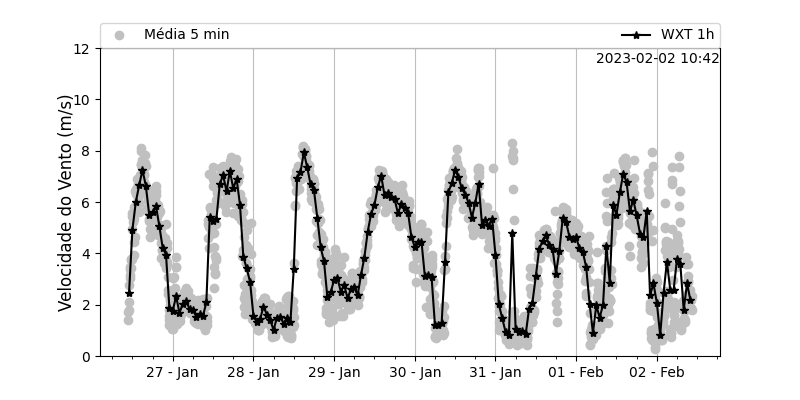 Média 5 min WXT 1h
2023-02-02 10:42
Velocidade do Vento (m/s)
12
10
8
6
4
2
0
27 - Jan 28 - Jan 29 - Jan 30 - Jan 31 - Jan 01 - Feb 02 - Feb